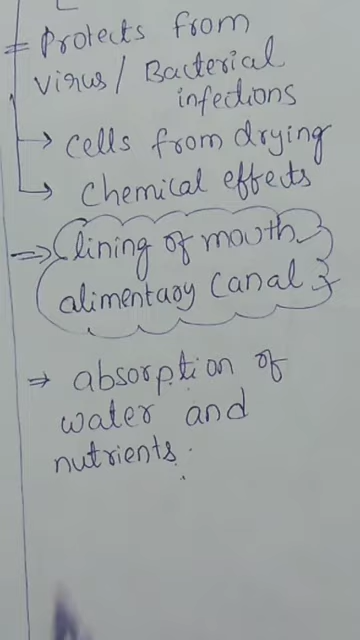 = Protects from
virus / Bacterial
infections
→ cells from drying
→ chemical effects
⇒ lining of mouth }
alimentary canal }
⇒ absorption of
water and
nutrients.